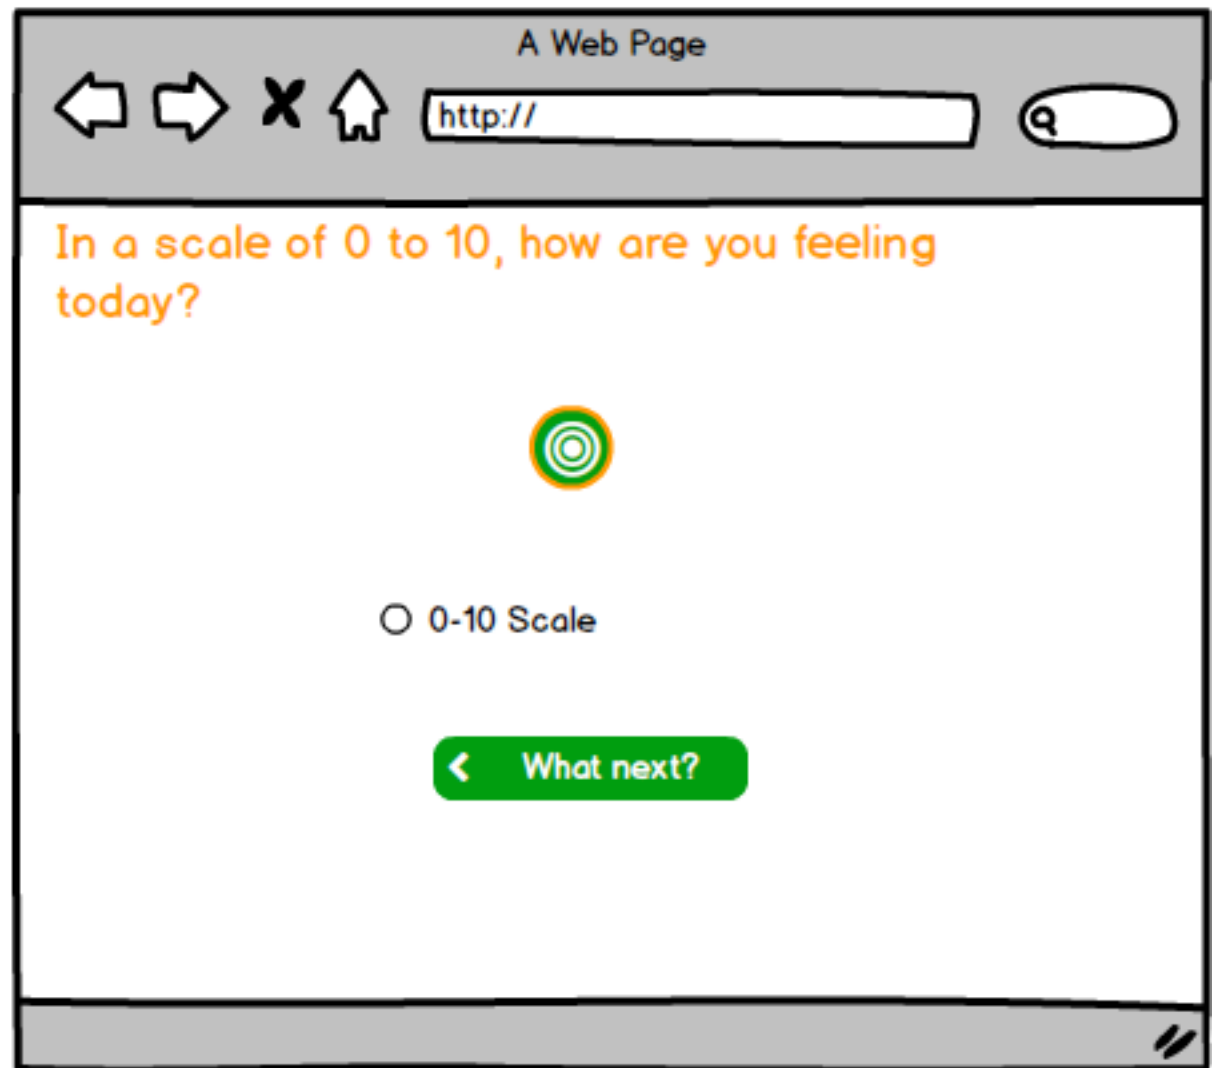 A Web Page
http://
In a scale of 0 to 10, how are you feeling
today?
0-10 Scale
What next?